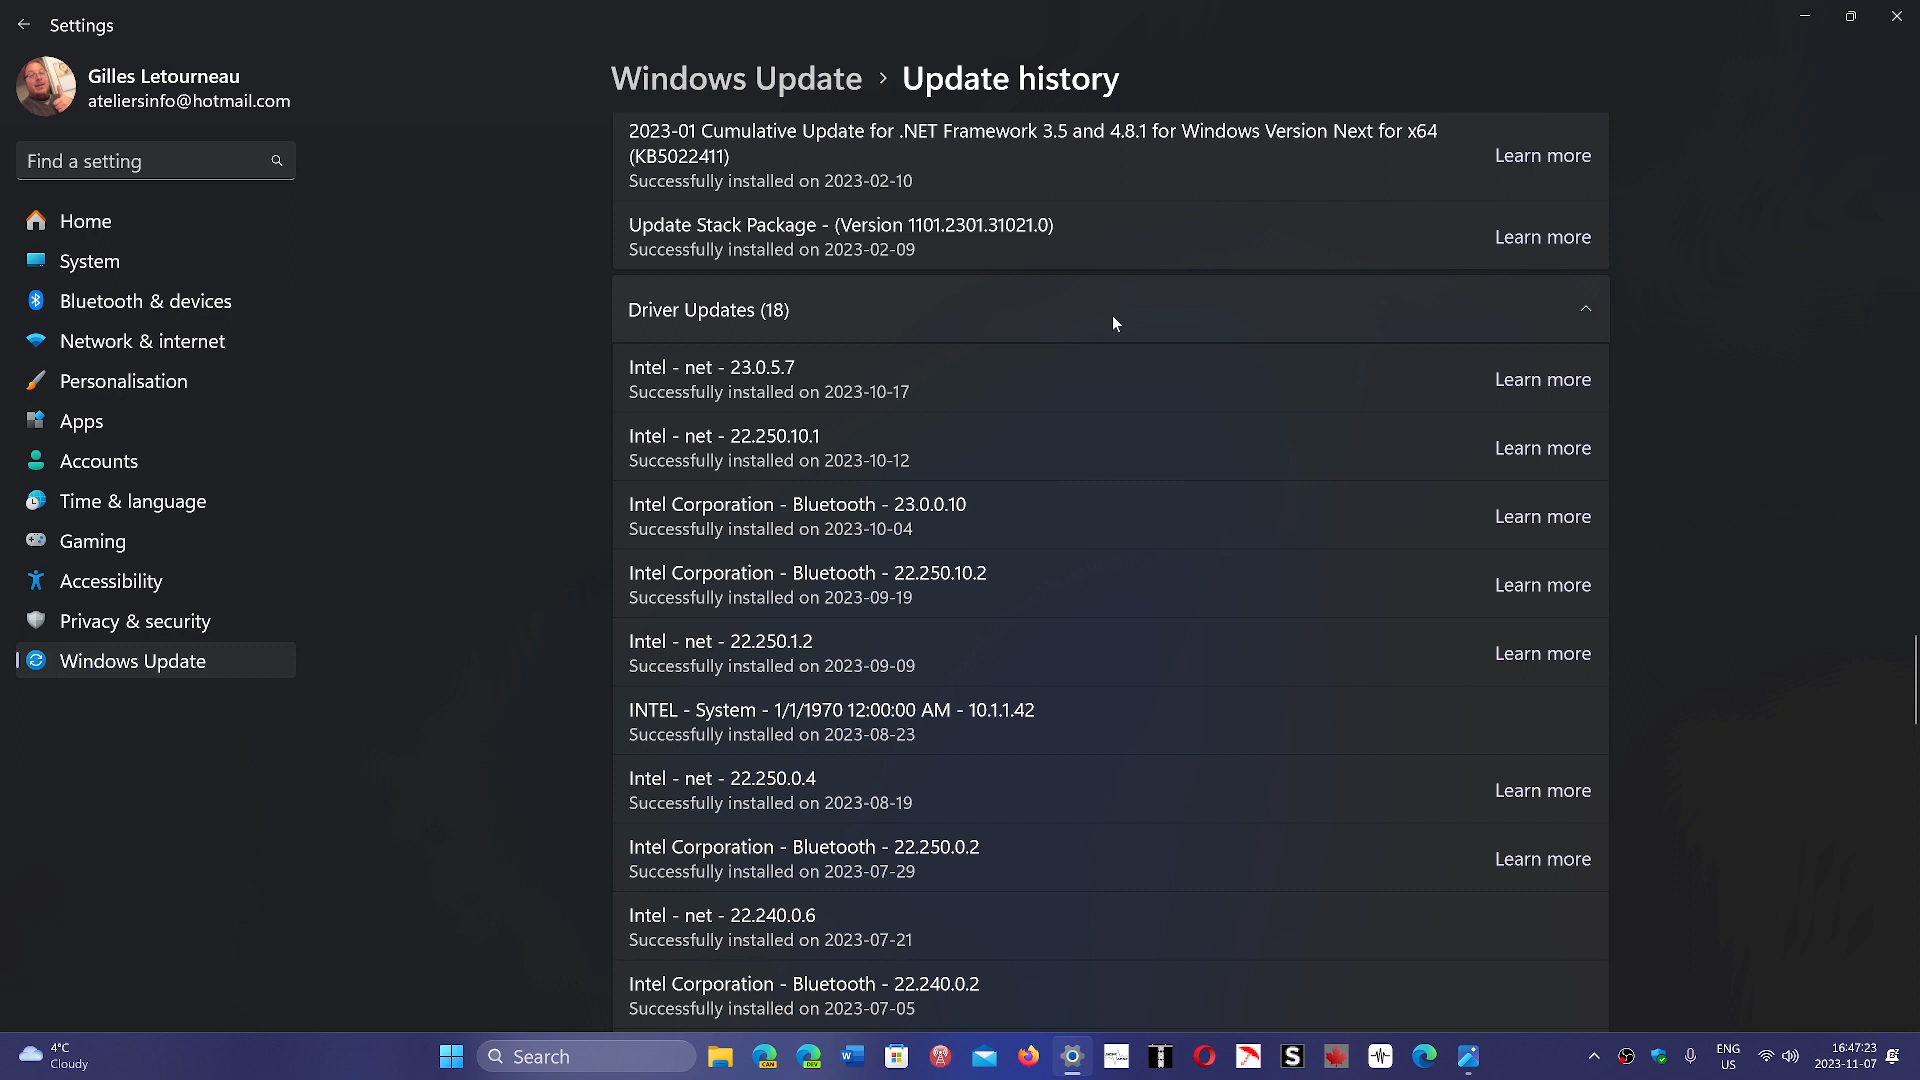 Settings
Gilles Letourneau
ateliersinfo@hotmail.com
Find a setting
Home
System
Bluetooth & devices
Network & internet
Personalisation
Apps
Accounts
Time & language
Gaming
Accessibility
Privacy & security
Windows Update
Windows Update > Update history
2023-01 Cumulative Update for .NET Framework 3.5 and 4.8.1 for Windows Version Next for x64
(KB5022411)
Successfully installed on 2023-02-10
Learn more
Update Stack Package - (Version 1101.2301.31021.0)
Successfully installed on 2023-02-09
Learn more
Driver Updates (18)
Intel - net - 23.0.5.7
Successfully installed on 2023-10-17
Learn more
Intel - net - 22.250.10.1
Successfully installed on 2023-10-12
Learn more
Intel Corporation - Bluetooth - 23.0.0.10
Successfully installed on 2023-10-04
Learn more
Intel Corporation - Bluetooth - 22.250.10.2
Successfully installed on 2023-09-19
Learn more
Intel - net - 22.250.1.2
Successfully installed on 2023-09-09
Learn more
INTEL - System - 1/1/1970 12:00:00 AM - 10.1.1.42
Successfully installed on 2023-08-23
Intel - net - 22.250.0.4
Successfully installed on 2023-08-19
Learn more
Intel Corporation - Bluetooth - 22.250.0.2
Successfully installed on 2023-07-29
Learn more
Intel - net - 22.240.0.6
Successfully installed on 2023-07-21
Intel Corporation - Bluetooth - 22.240.0.2
Successfully installed on 2023-07-05
4°C
Cloudy
Search
CAN
DEV
W
S
ENG
US
16:47:23
2023-11-07